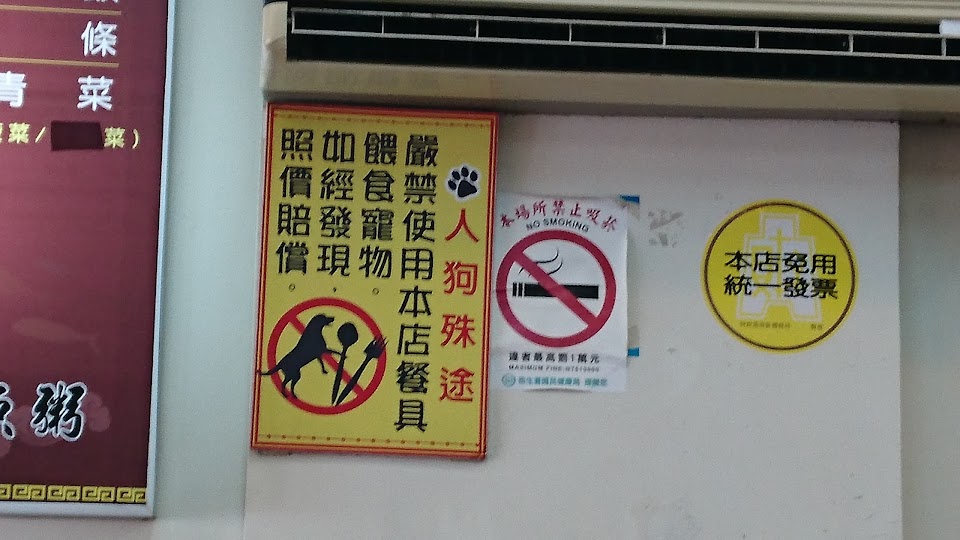 條
青菜
菜/
菜)
粥
人狗殊途
嚴禁使用本店餐具
餵食寵物。
如經發現,
照價賠償。
本場所禁止吸菸
NO SMOKING
違者最高罰1萬元
MAXIMUM FINE:NT$10000
本店免用
統一發票